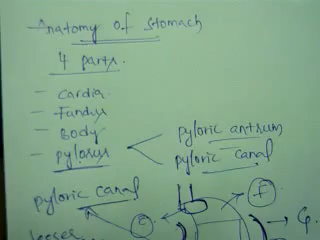 Anatomy of Stomach
4 parts.
- Cardia
- Fundus
- Body
- Pylorus
pyloric antrum
pyloric canal
pyloric canal
C
F